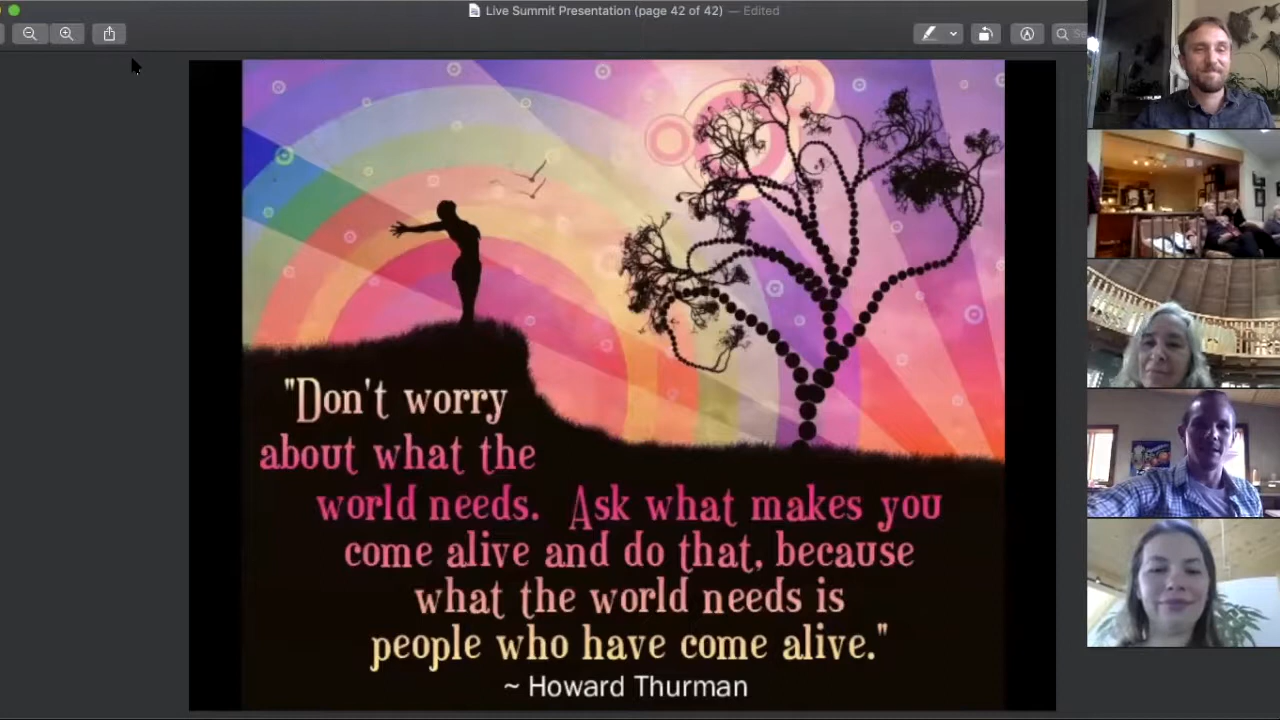 Live Summit Presentation (page 42 of 42) — Edited
"Don't worry
about what the
world needs. Ask what makes you
come alive and do that, because
what the world needs is
people who have come alive."
~ Howard Thurman